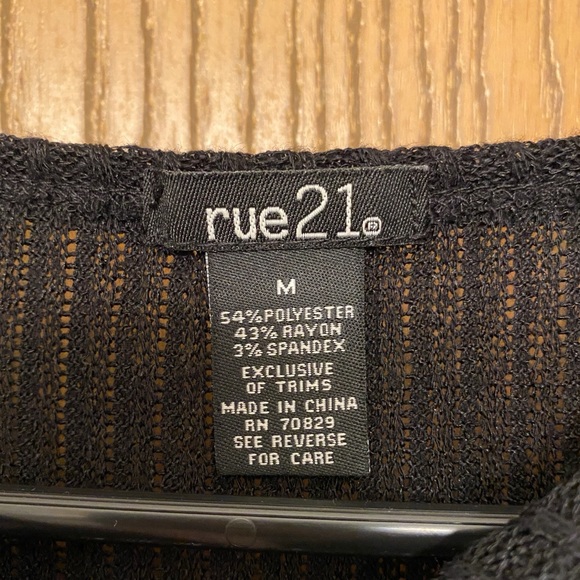 rue21®
M
54%POLYESTER
43% RAYON
3% SPANDEX
EXCLUSIVE
OF TRIMS
MADE IN CHINA
RN 70829
SEE REVERSE
FOR CARE